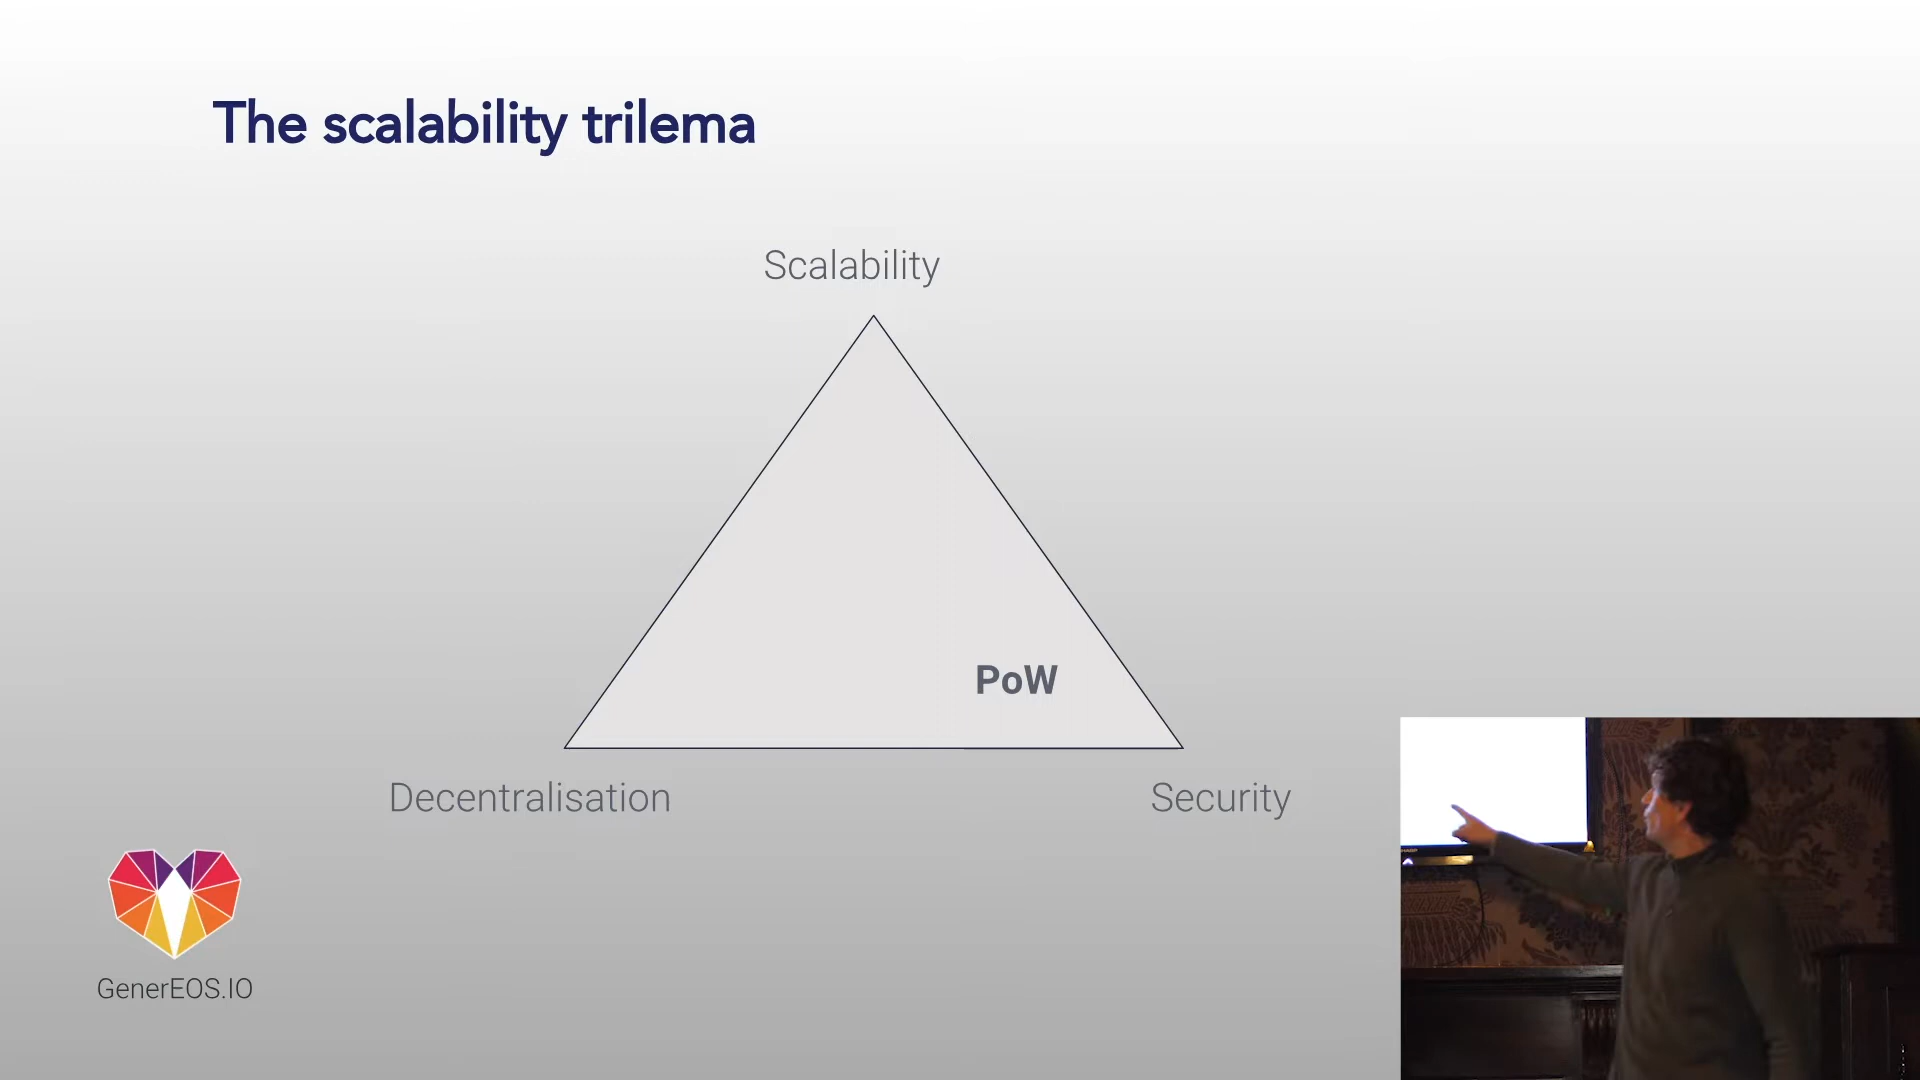 The scalability trilema
Scalability
PoW
Decentralisation
Security
GenerEOS.IO